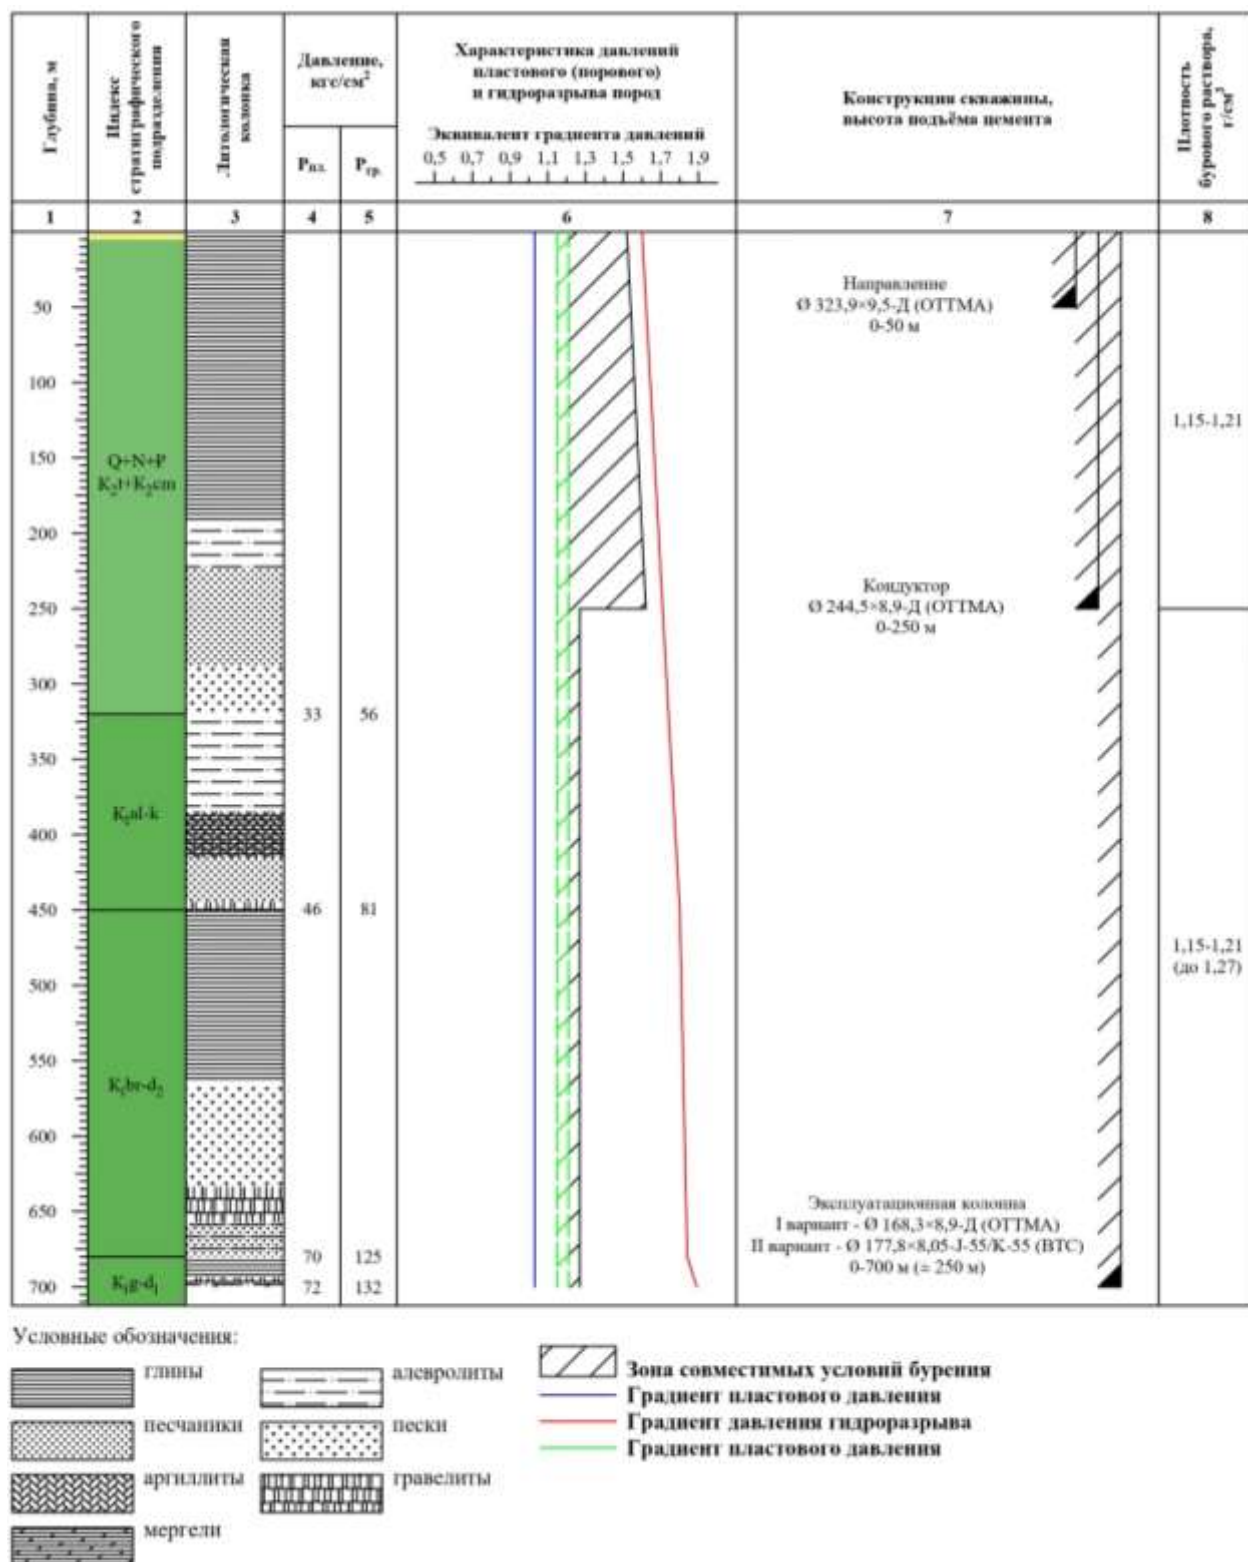 Глубина, м
Индекс
стратиграфического
подразделения
Литологическая
колонка
Давление,
кгс/см²
Рпл.
Ргр.
Характеристика давлений
пластового (порового)
и гидроразрыва пород
Эквивалент градиента давлений
0,5 0,7 0,9 1,1 1,3 1,5 1,7 1,9
Конструкция скважины,
высота подъёма цемента
Плотность
бурового раствора,
г/см³
1 2 3 4 5 6 7 8
50
100
150
200
250
300
350
400
450
500
550
600
650
700
Q+N+P
K₂t+K₂cm
K₁al-k
K₁br-d₂
K₁g-d₁
33 56
46 81
70 125
72 132
Направление
Ø 323,9×9,5-Д (ОТТМА)
0-50 м
Кондуктор
Ø 244,5×8,9-Д (ОТТМА)
0-250 м
Эксплуатационная колонна
I вариант - Ø 168,3×8,9-Д (ОТТМА)
II вариант - Ø 177,8×8,05-J-55/K-55 (BTC)
0-700 м (± 250 м)
1,15-1,21
1,15-1,21
(до 1,27)
Условные обозначения:
глины
алевролиты
песчаники
пески
аргиллиты
гравелиты
мергели
Зона совместимых условий бурения
Градиент пластового давления
Градиент давления гидроразрыва
Градиент пластового давления